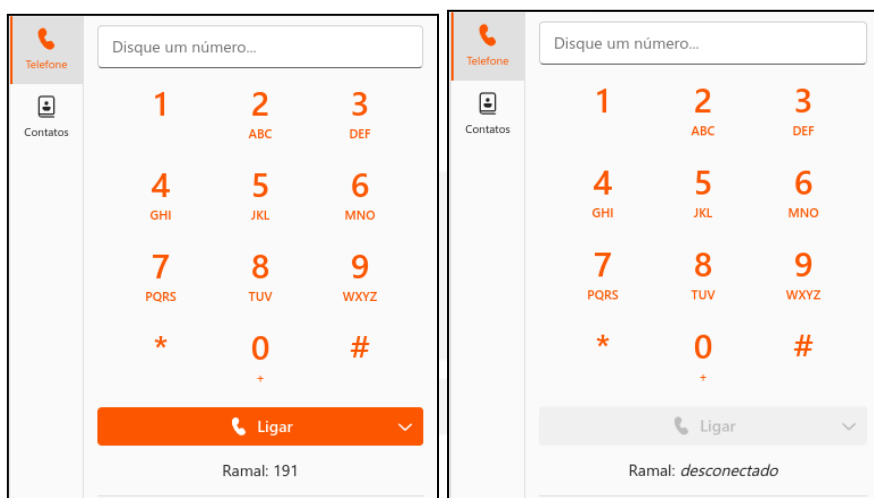 Telefone
Contatos
Disque um número...
1 2 3
ABC DEF
4 5 6
GHI JKL MNO
7 8 9
PQRS TUV WXYZ
* 0 #
+
Ligar
Ramal: 191
Telefone
Contatos
Disque um número...
1 2 3
ABC DEF
4 5 6
GHI JKL MNO
7 8 9
PQRS TUV WXYZ
* 0 #
+
Ligar
Ramal: desconectado